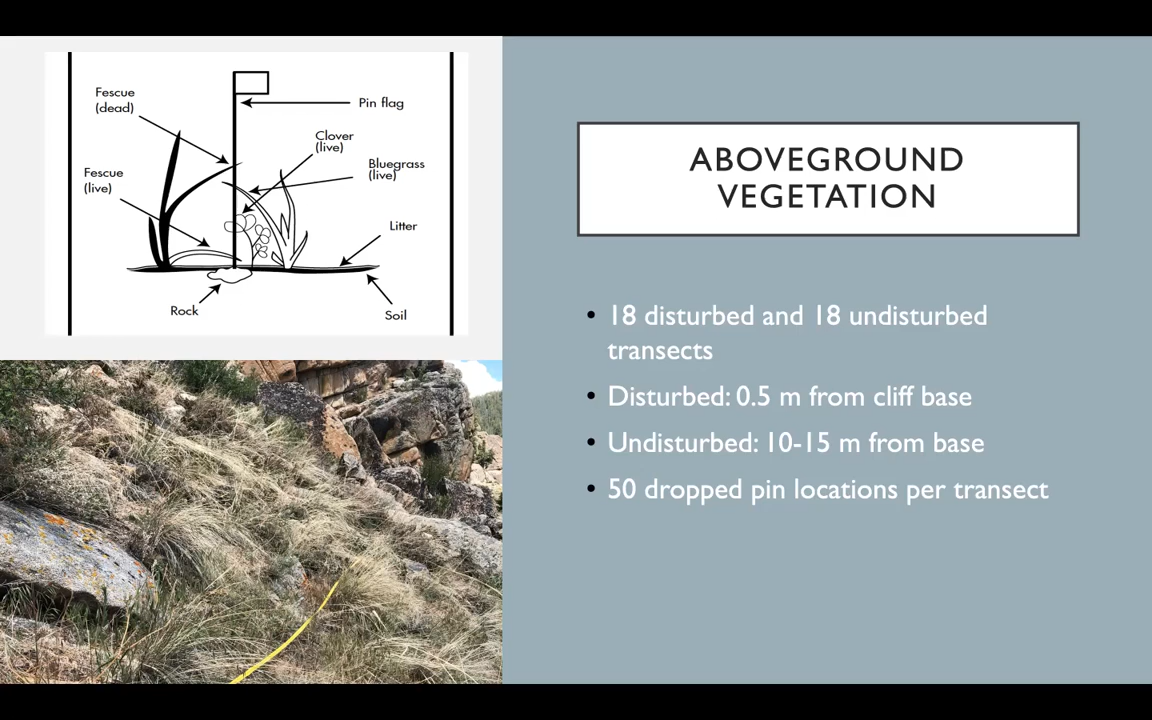 Fescue
(dead)
Pin flag
Clover
(live)
Bluegrass
(live)
Fescue
(live)
Litter
Rock
Soil
ABOVEGROUND
VEGETATION
• 18 disturbed and 18 undisturbed
transects
• Disturbed: 0.5 m from cliff base
• Undisturbed: 10-15 m from base
• 50 dropped pin locations per transect